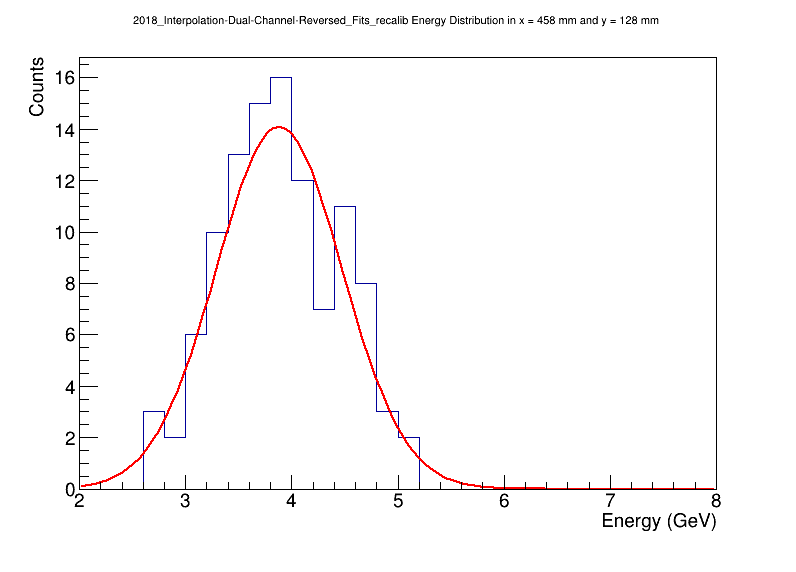 2018_Interpolation-Dual-Channel-Reversed_Fits_recalib Energy Distribution in x = 458 mm and y = 128 mm
Counts
16
14
12
10
8
6
4
2
0
2 3 4 5 6 7 8
Energy (GeV)